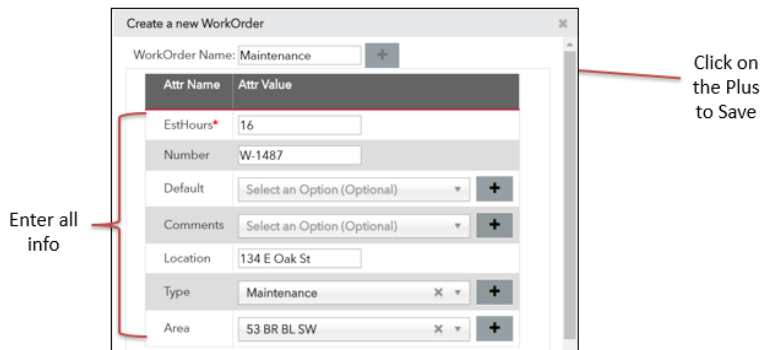 Create a new WorkOrder ×
WorkOrder Name: Maintenance +
Attr Name Attr Value
EstHours* 16
Number W-1487
Default Select an Option (Optional) +
Comments Select an Option (Optional) +
Location 134 E Oak St
Type Maintenance × +
Area 53 BR BL SW × +
Enter all
info
Click on
the Plus
to Save